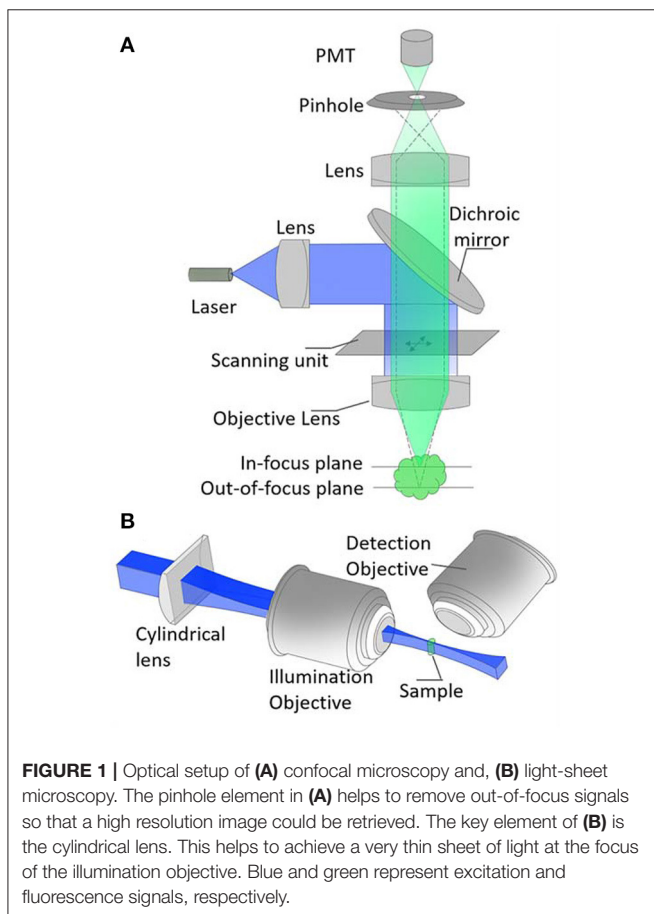 A
PMT
Pinhole
Lens
Dichroic
mirror
Lens
Laser
Scanning unit
Objective Lens
In-focus plane
Out-of-focus plane
B
Detection
Objective
Cylindrical
lens
Illumination
Objective
Sample
FIGURE 1 | Optical setup of (A) confocal microscopy and, (B) light-sheet
microscopy. The pinhole element in (A) helps to remove out-of-focus signals
so that a high resolution image could be retrieved. The key element of (B) is
the cylindrical lens. This helps to achieve a very thin sheet of light at the focus
of the illumination objective. Blue and green represent excitation and
fluorescence signals, respectively.